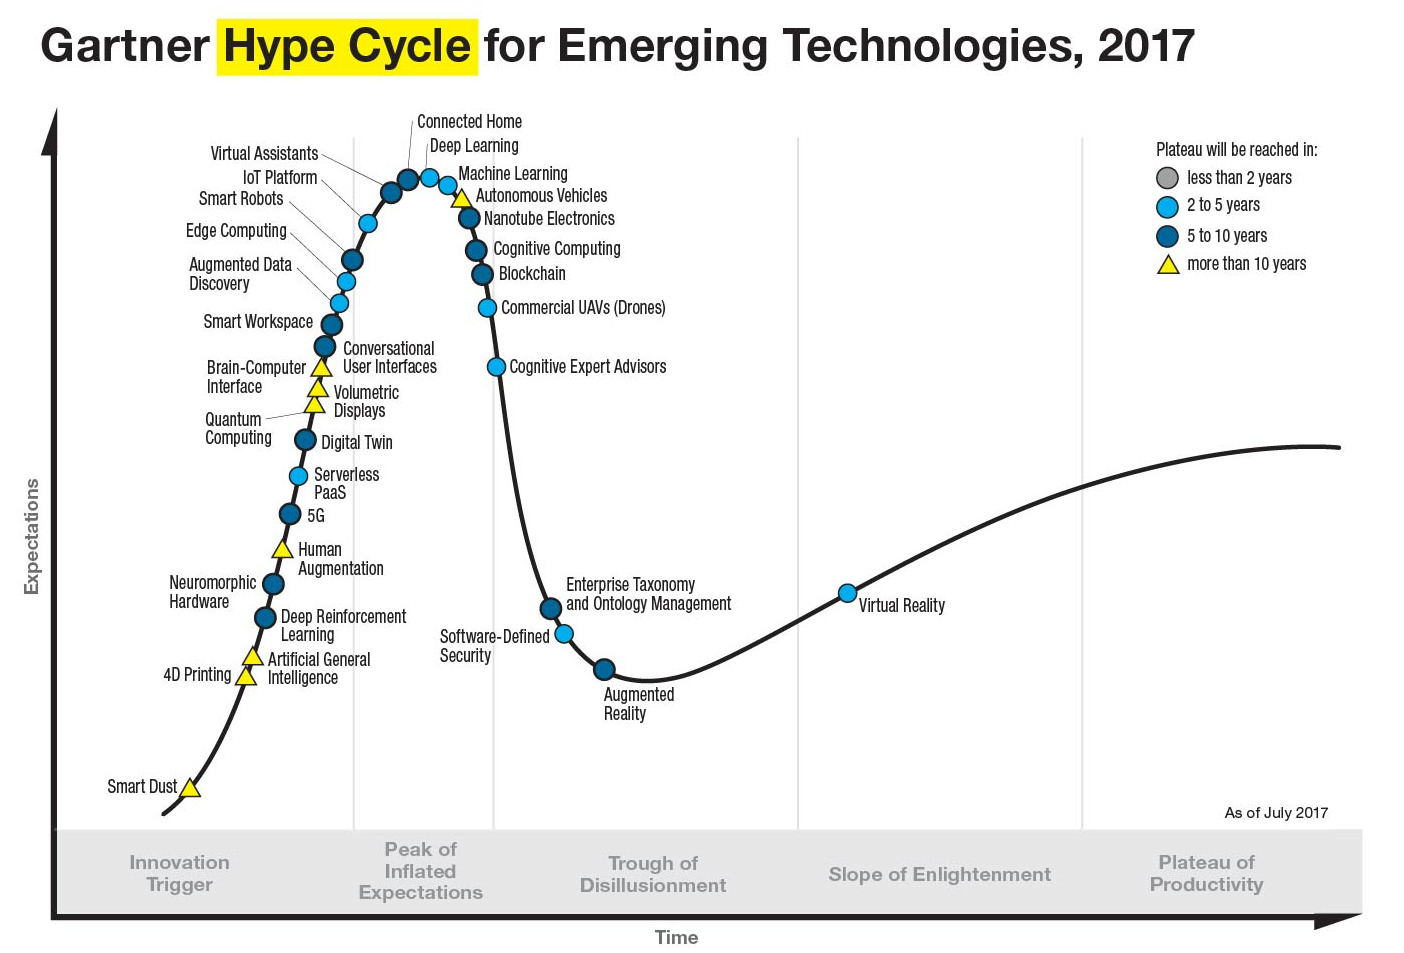 Gartner Hype Cycle for Emerging Technologies, 2017
Connected Home
Deep Learning
Virtual Assistants
IoT Platform
Smart Robots
Edge Computing
Augmented Data
Discovery
Smart Workspace
Conversational
User Interfaces
Brain-Computer
Interface
Volumetric
Displays
Quantum
Computing
Digital Twin
Serverless
PaaS
5G
Human
Augmentation
Neuromorphic
Hardware
Deep Reinforcement
Learning
Artificial General
Intelligence
4D Printing
Smart Dust
Machine Learning
Autonomous Vehicles
Nanotube Electronics
Cognitive Computing
Blockchain
Commercial UAVs (Drones)
Cognitive Expert Advisors
Enterprise Taxonomy
and Ontology Management
Software-Defined
Security
Augmented
Reality
Virtual Reality
Plateau will be reached in:
less than 2 years
2 to 5 years
5 to 10 years
more than 10 years
As of July 2017
Expectations
Innovation
Trigger
Peak of
Inflated
Expectations
Trough of
Disillusionment
Slope of Enlightenment
Plateau of
Productivity
Time